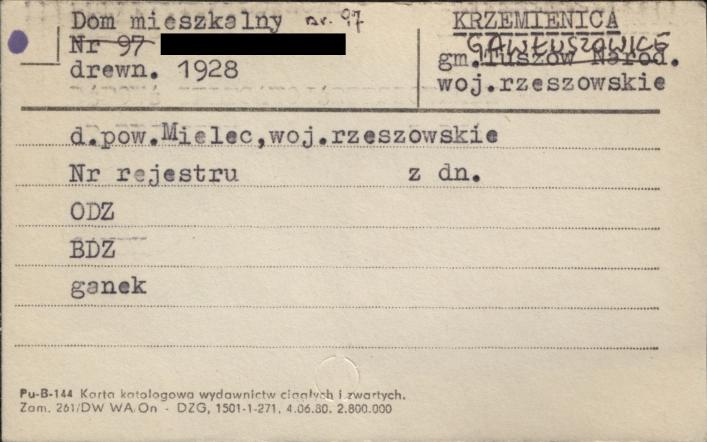 Dom mieszkalny nr. 97
Nr 97
drewn. 1928
KRZEMIENICA
GAWŁUSZOWICE
gm. Tuszów Narod.
woj.rzeszowskie
d.pow.Mielec,woj.rzeszowskie
Nr rejestru z dn.
ODZ
BDZ
ganek
Pu-B-144 Karta katalogowa wydawnictw ciągłych i zwartych.
Zam. 261/DW WA/On - DZG, 1501-1-271, 4.06.80. 2.800.000